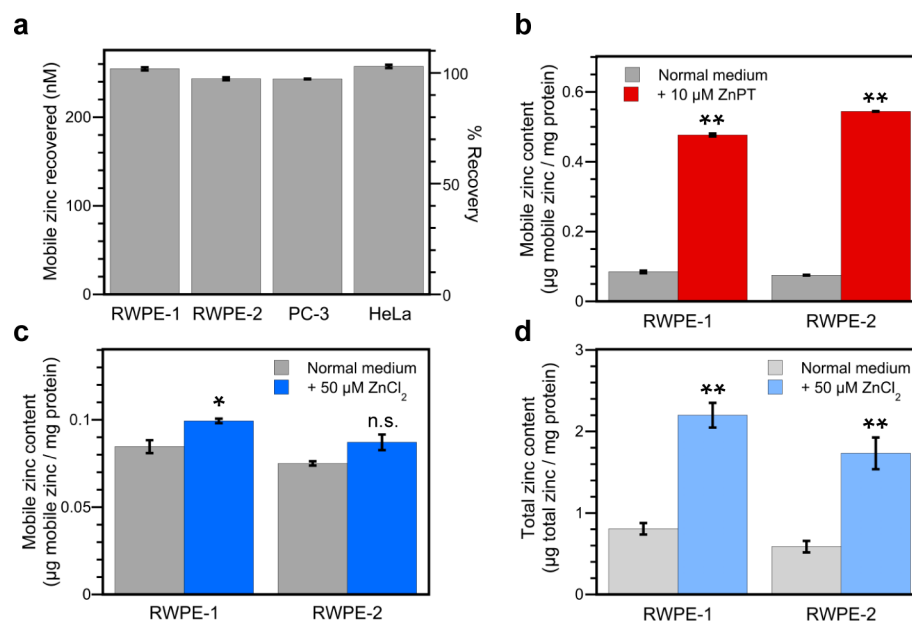 a
Mobile zinc recovered (nM)
200
100
0
% Recovery
100
50
0
RWPE-1 RWPE-2 PC-3 HeLa
b
Mobile zinc content
(µg mobile zinc / mg protein)
0.6
0.4
0.2
0
Normal medium
+ 10 µM ZnPT
**
**
RWPE-1 RWPE-2
c
Mobile zinc content
(µg mobile zinc / mg protein)
0.1
0.05
0
Normal medium
+ 50 µM ZnCl₂
*
n.s.
RWPE-1 RWPE-2
d
Total zinc content
(µg total zinc / mg protein)
3
2
1
0
Normal medium
+ 50 µM ZnCl₂
**
**
RWPE-1 RWPE-2